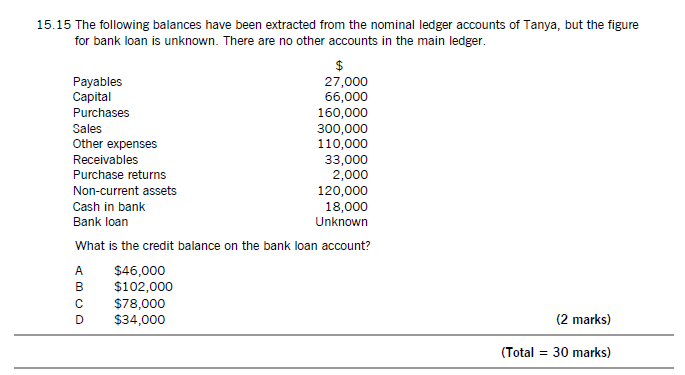 15.15 The following balances have been extracted from the nominal ledger accounts of Tanya, but the figure
for bank loan is unknown. There are no other accounts in the main ledger.
$
Payables 27,000
Capital 66,000
Purchases 160,000
Sales 300,000
Other expenses 110,000
Receivables 33,000
Purchase returns 2,000
Non-current assets 120,000
Cash in bank 18,000
Bank loan Unknown
What is the credit balance on the bank loan account?
A $46,000
B $102,000
C $78,000
D $34,000
(2 marks)
(Total = 30 marks)